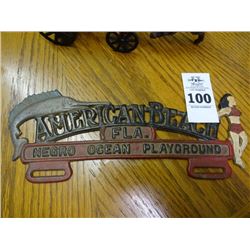 AMERICAN BEACH
FLA.
NEGRO OCEAN PLAYGROUND
100